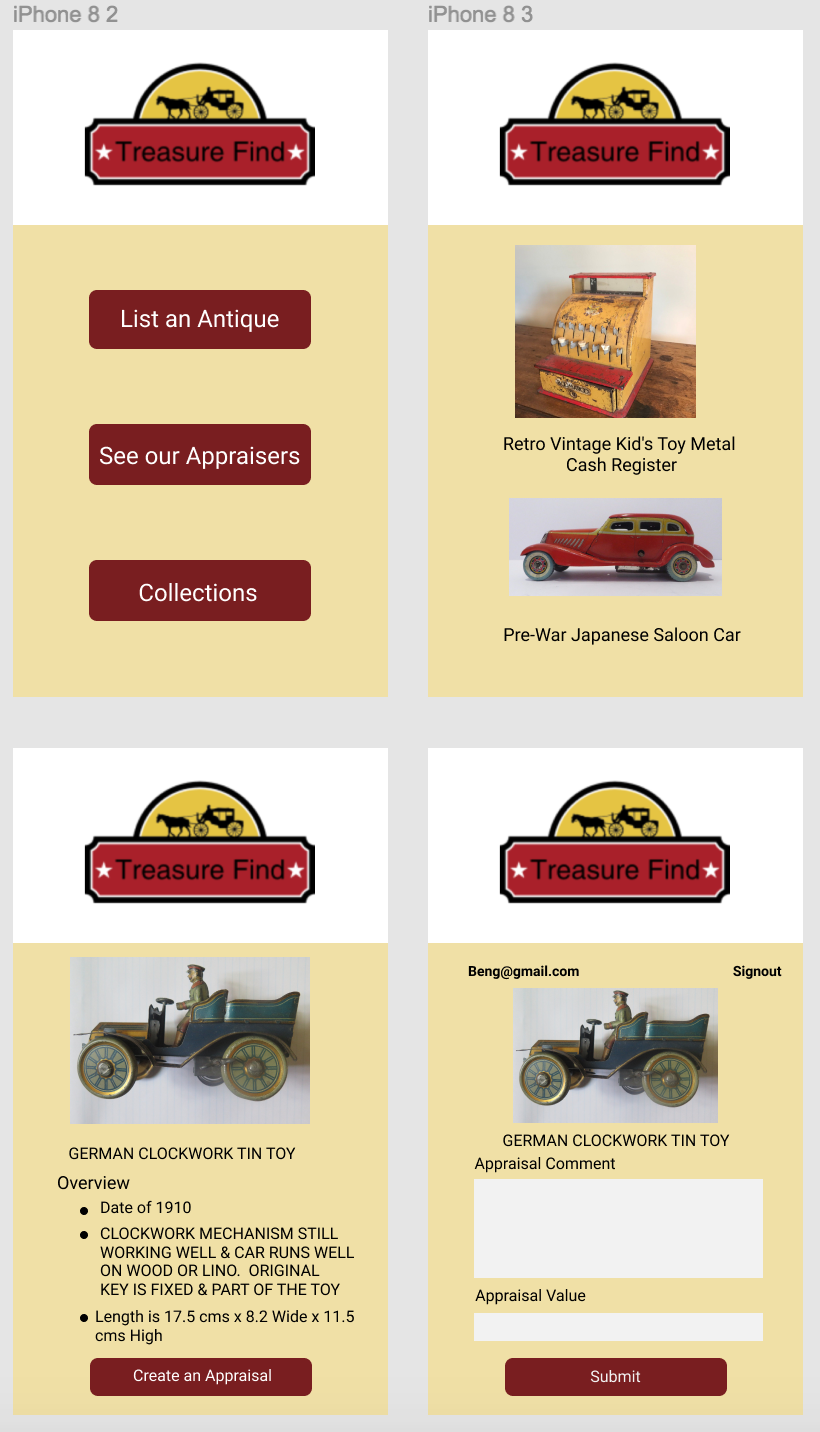 iPhone 8 2
iPhone 8 3
Treasure Find
Treasure Find
List an Antique
See our Appraisers
Collections
Retro Vintage Kid's Toy Metal
Cash Register
Pre-War Japanese Saloon Car
Treasure Find
Treasure Find
GERMAN CLOCKWORK TIN TOY
Overview
Date of 1910
CLOCKWORK MECHANISM STILL
WORKING WELL & CAR RUNS WELL
ON WOOD OR LINO.  ORIGINAL
KEY IS FIXED & PART OF THE TOY
Length is 17.5 cms x 8.2 Wide x 11.5
cms High
Create an Appraisal
Beng@gmail.com
Signout
GERMAN CLOCKWORK TIN TOY
Appraisal Comment
Appraisal Value
Submit